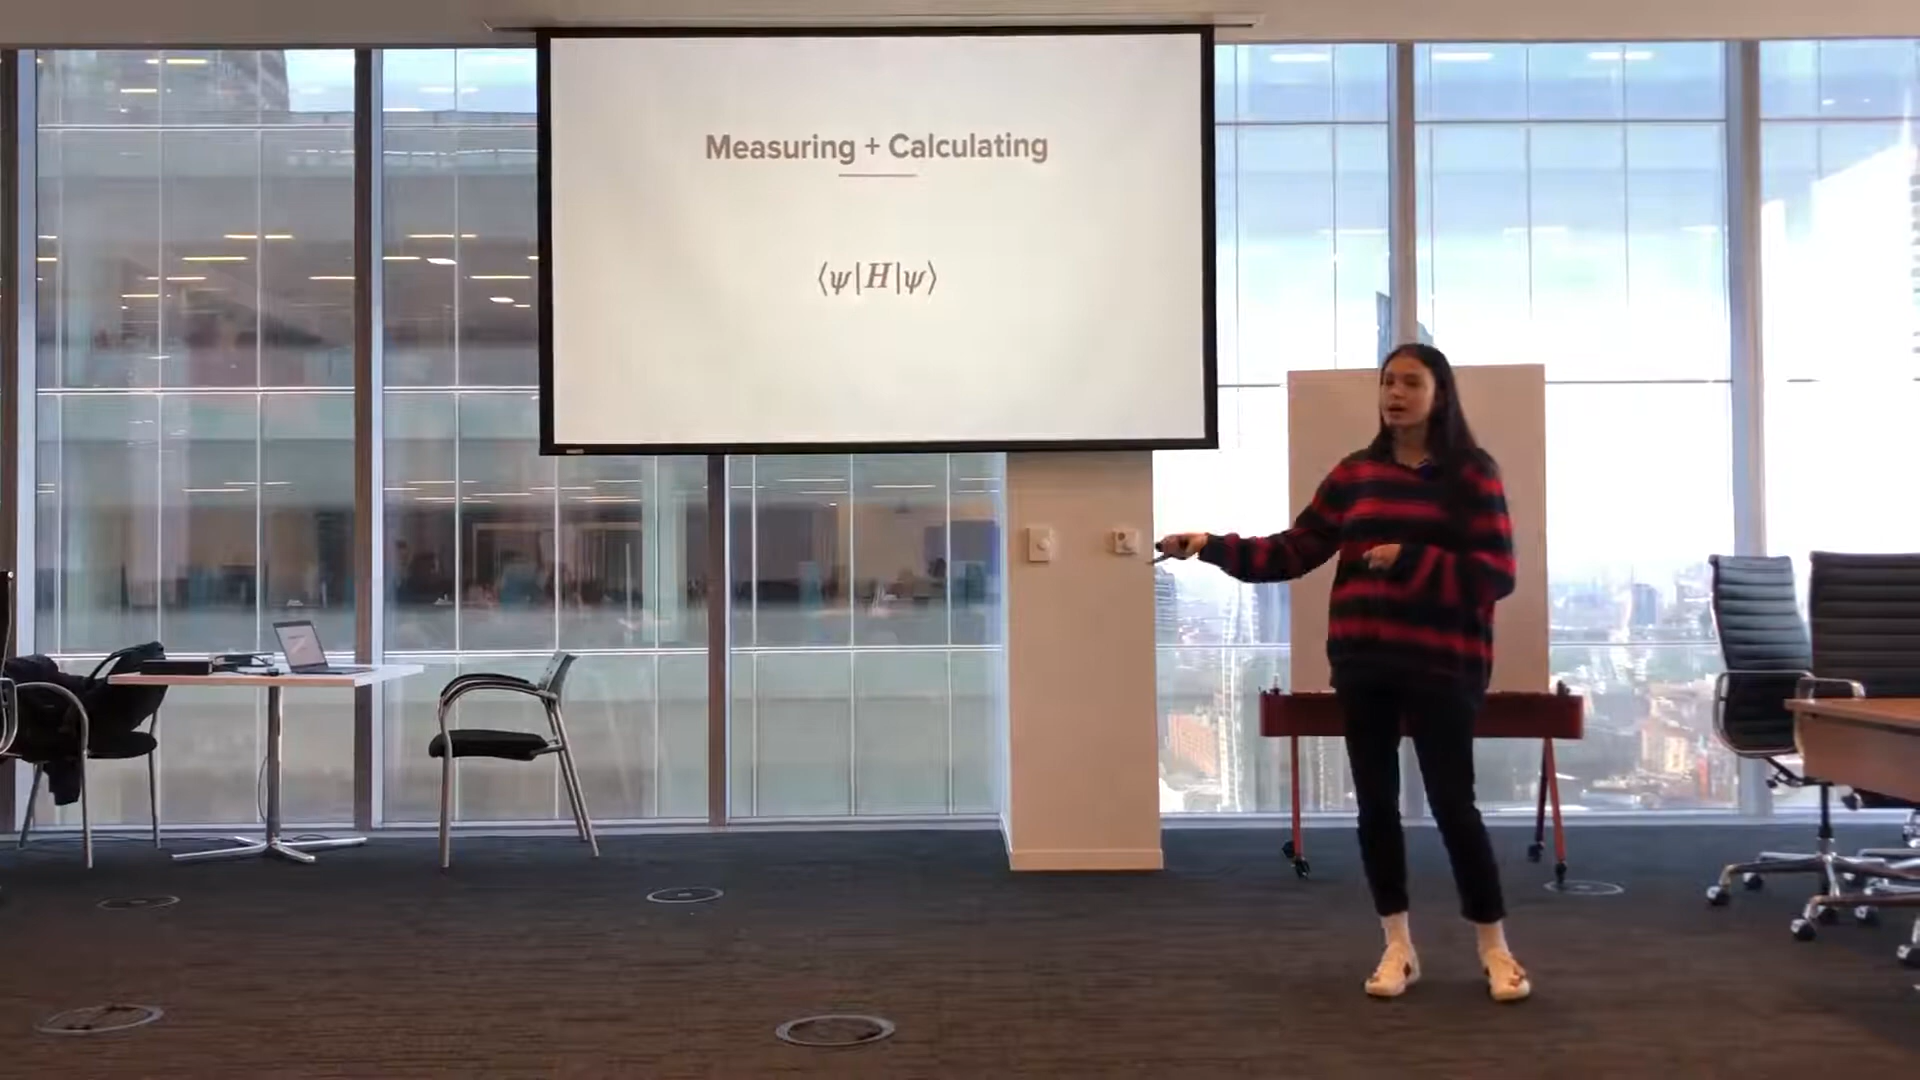 Measuring + Calculating
⟨ψ|H|ψ⟩